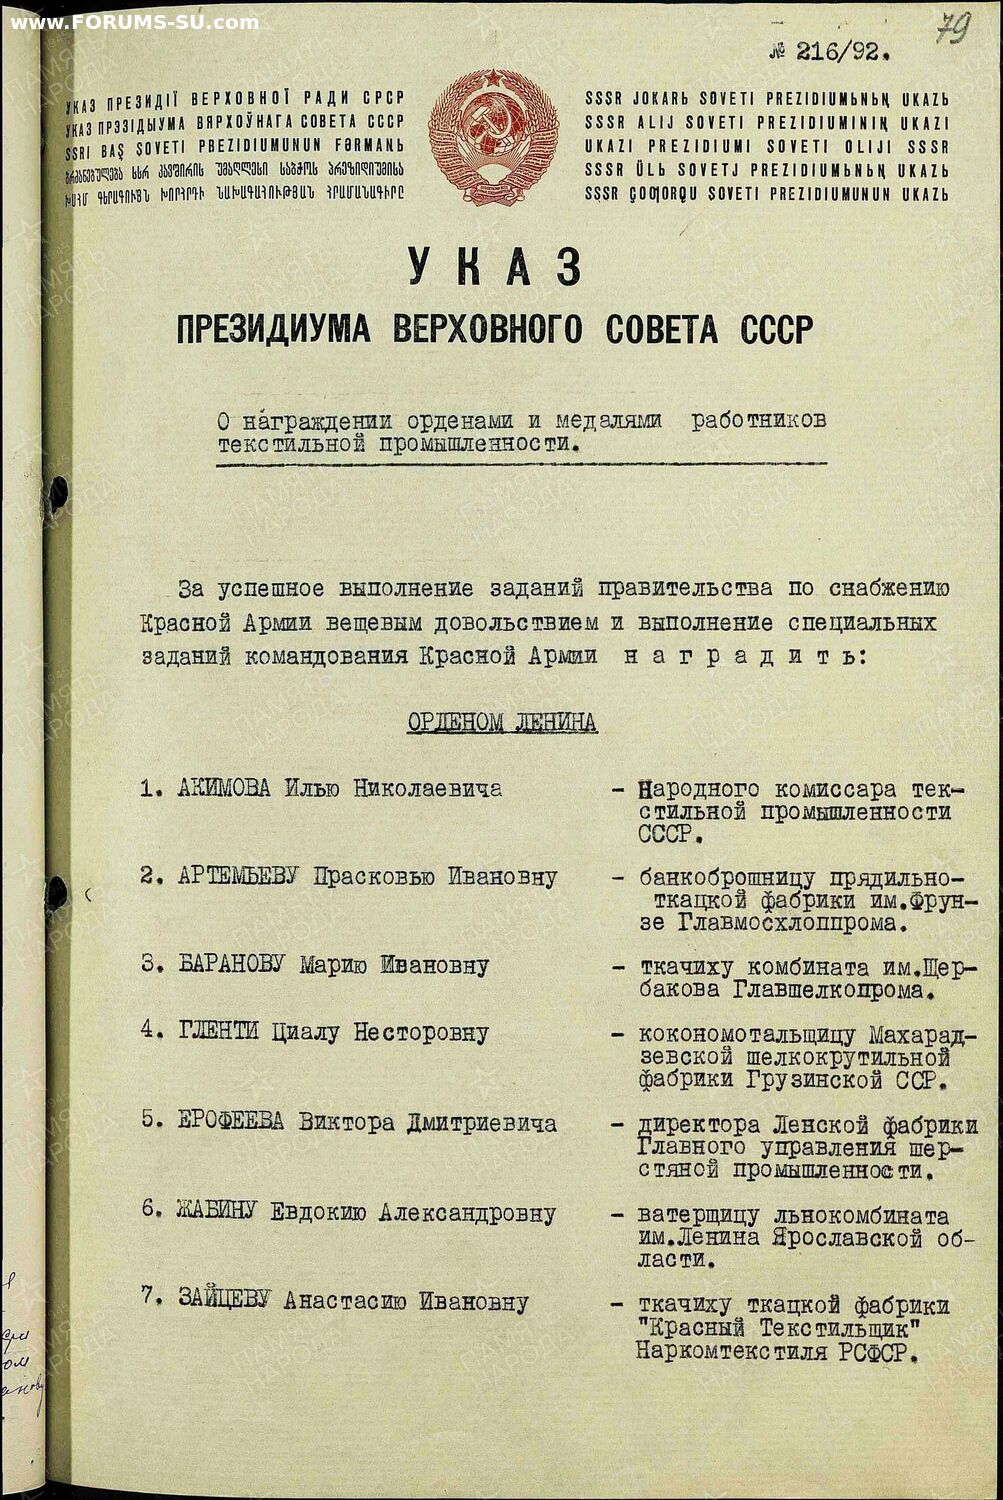 www.FORUMS-SU.com
79
№ 216/92.
УКАЗ ПРЕЗИДІЇ ВЕРХОВНОЇ РАДИ СРСР
УКАЗ ПРЭЗІДЫУМА ВЯРХОЎНАГА СОВЕТА СССР
SSRI BAŞ ŞOVETI PREZIDIUMUNUN FƏRMANЬ
SSSR JOKARЬ SOVETI PREZIDIUMЬNЬꞐ UKAZЬ
SSSR ALIJ SOVETI PREZIDIUMINIꞐ UKAZI
UKAZI PREZIDIUMI SOVETI OLIJI SSSR
SSSR ÜLЬ SOVETJ PREZIDIUMЬNЬꞐ UKAZЬ
SSSR ÇOƢORQU SOVETI PREZIDIUMUNUN UKAZЬ
УКАЗ
ПРЕЗИДИУМА ВЕРХОВНОГО СОВЕТА СССР
О награждении орденами и медалями работников
текстильной промышленности.
За успешное выполнение заданий правительства по снабжению
Красной Армии вещевым довольствием и выполнение специальных
заданий командования Красной Армии н а г р а д и т ь:
ОРДЕНОМ ЛЕНИНА
1. АКИМОВА Илью Николаевича
- Народного комиссара тек-
стильной промышленности
СССР.
2. АРТЕМЬЕВУ Прасковью Ивановну
- банкоброшницу прядильно-
ткацкой фабрики им.Фрун-
зе Главмосхлоппрома.
3. БАРАНОВУ Марию Ивановну
- ткачиху комбината им.Щер-
бакова Главшелкопрома.
4. ГЛЕНТИ Циалу Несторовну
- кокономотальщицу Махарад-
зевской шелкокрутильной
фабрики Грузинской ССР.
5. ЕРОФЕЕВА Виктора Дмитриевича
- директора Ленской фабрики
Главного управления шер-
стяной промышленности.
6. ЖАБИНУ Евдокию Александровну
- ватерщицу льнокомбината
им.Ленина Ярославской об-
ласти.
7. ЗАЙЦЕВУ Анастасию Ивановну
- ткачиху ткацкой фабрики
"Красный Текстильщик"
Наркомтекстиля РСФСР.